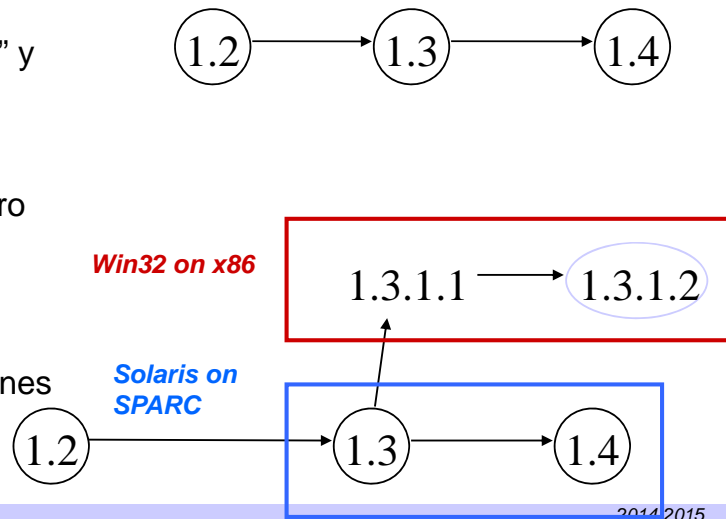 ” y
1.2 1.3 1.4
ro
Win32 on x86
1.3.1.1 1.3.1.2
nes
Solaris on
SPARC
1.2 1.3 1.4
2014 2015